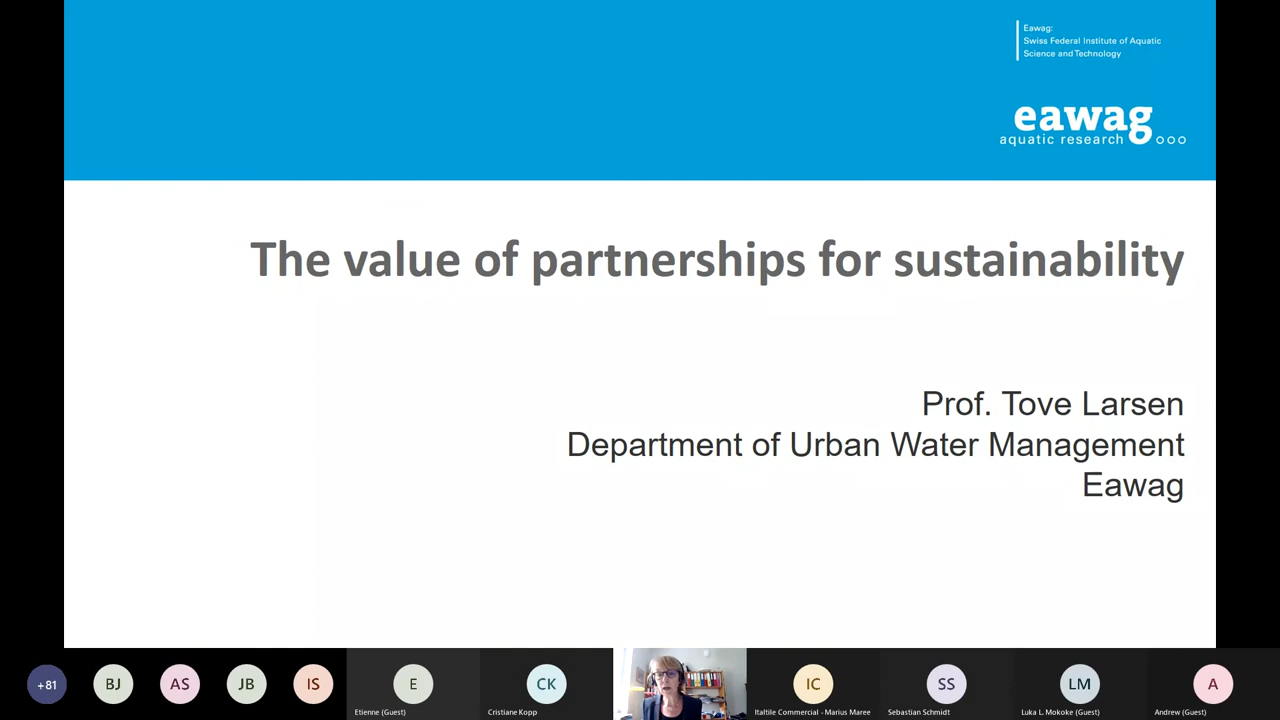 Eawag:
Swiss Federal Institute of Aquatic
Science and Technology
eawag
aquatic research
The value of partnerships for sustainability
Prof. Tove Larsen
Department of Urban Water Management
Eawag
+81
BJ
AS
JB
IS
E
CK
IC
SS
LM
A
Etienne (Guest)
Cristiane Kopp
Italtile Commercial - Marius Maree
Sebastian Schmidt
Luka L. Mokoke (Guest)
Andrew (Guest)